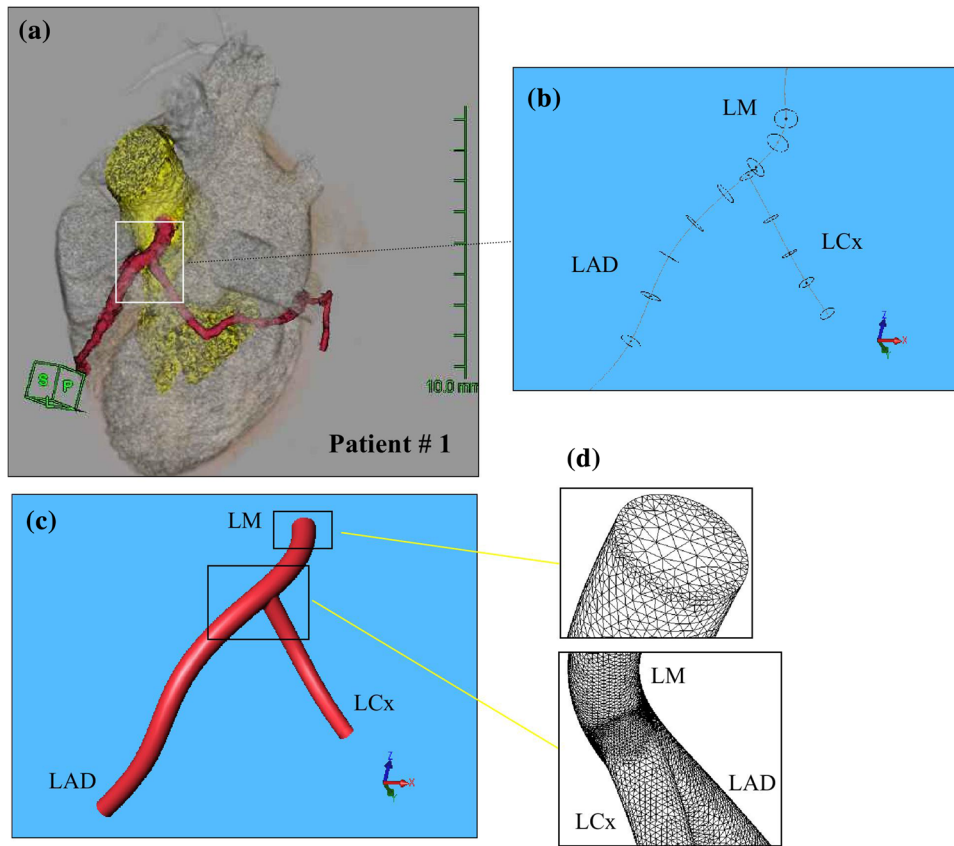 (a)
S P
10.0 mm
Patient # 1
(b)
LM
LAD
LCx
Z
X
(c)
LM
LCx
LAD
Z
X
(d)
LM
LAD
LCx